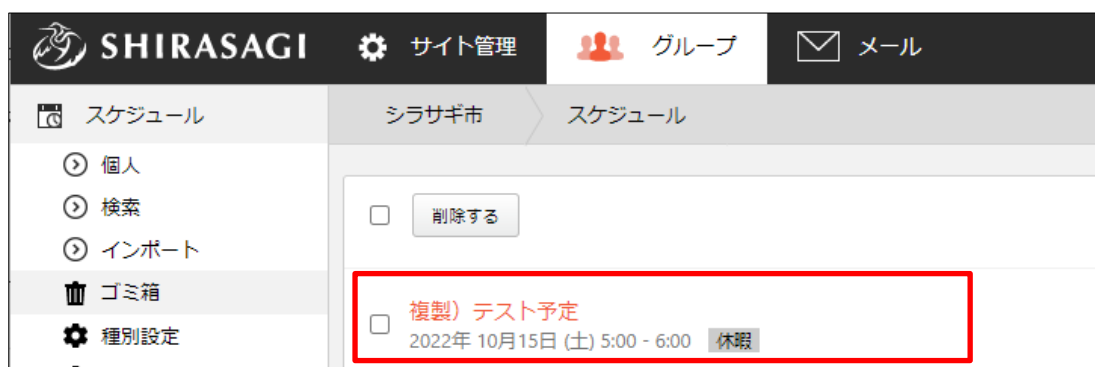 SHIRASAGI サイト管理 グループ メール
スケジュール
シラサギ市 スケジュール
個人
検索
インポート
ゴミ箱
種別設定
削除する
複製）テスト予定
2022年 10月15日 (土) 5:00 - 6:00 休暇